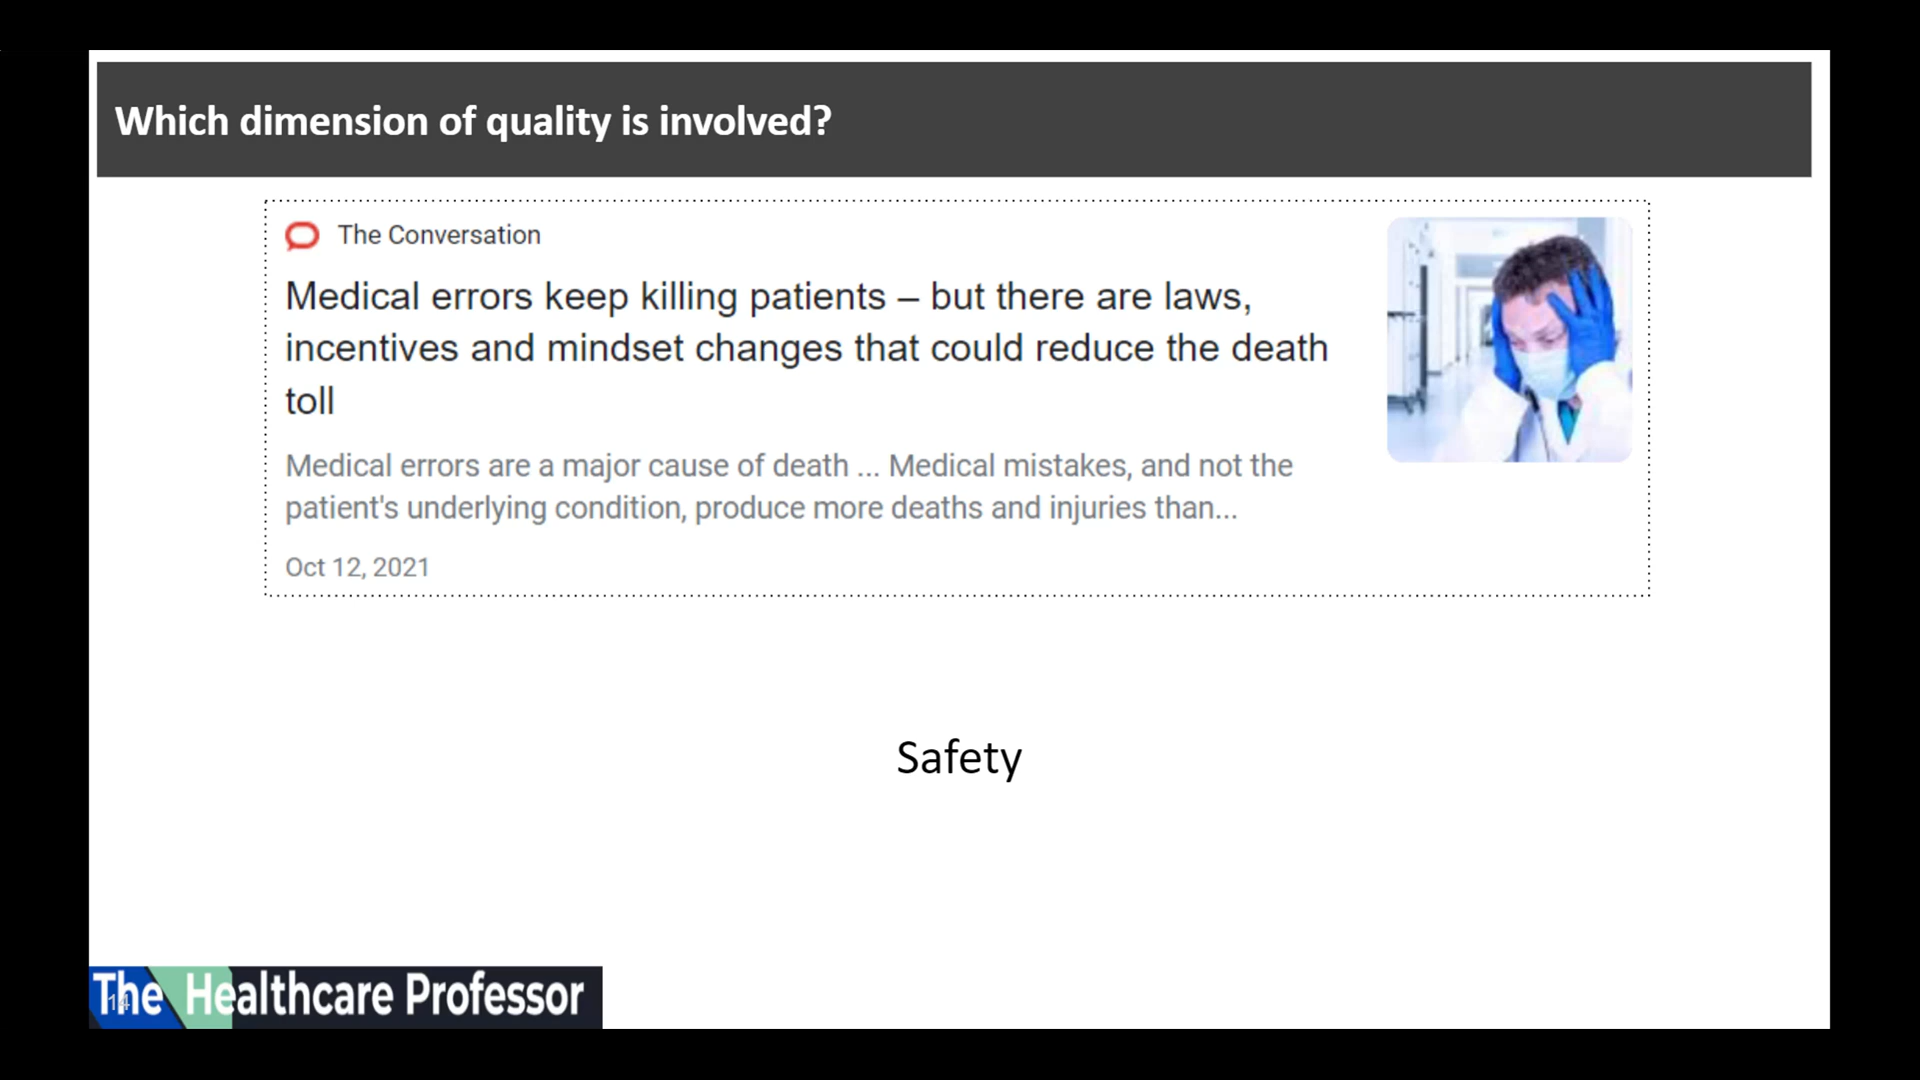 Which dimension of quality is involved?
The Conversation
Medical errors keep killing patients – but there are laws,
incentives and mindset changes that could reduce the death
toll
Medical errors are a major cause of death ... Medical mistakes, and not the
patient's underlying condition, produce more deaths and injuries than...
Oct 12, 2021
Safety
The Healthcare Professor
14